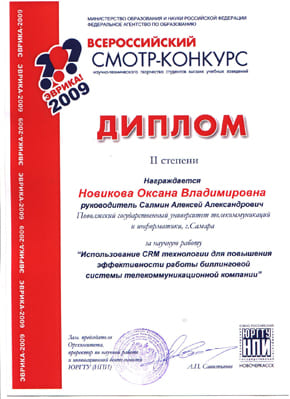 МИНИСТЕРСТВО ОБРАЗОВАНИЯ И НАУКИ РОССИЙСКОЙ ФЕДЕРАЦИИ
ФЕДЕРАЛЬНОЕ АГЕНТСТВО ПО ОБРАЗОВАНИЮ
ВСЕРОССИЙСКИЙ
СМОТР-КОНКУРС
научно-технического творчества студентов высших учебных заведений
ЭВРИКА!
2009
ДИПЛОМ
II степени
Награждается
Новикова Оксана Владимировна
руководитель Салмин Алексей Александрович
Поволжский государственный университет телекоммуникаций
и информатики, г.Самара
за научную работу
"Использование CRM технологии для повышения
эффективности работы биллинговой
системы телекоммуникационной компании"
Зам. председателя
Оргкомитета,
проректор по научной работе
и инновационной деятельности
ЮРГТУ (НПИ)
А.П. Савостьянов
ЮРГТУ
НПИ
НОВОЧЕРКАССК
ЭВРИКА-2009 ЭВРИКА-2009 ЭВРИКА-2009 ЭВРИКА-2009